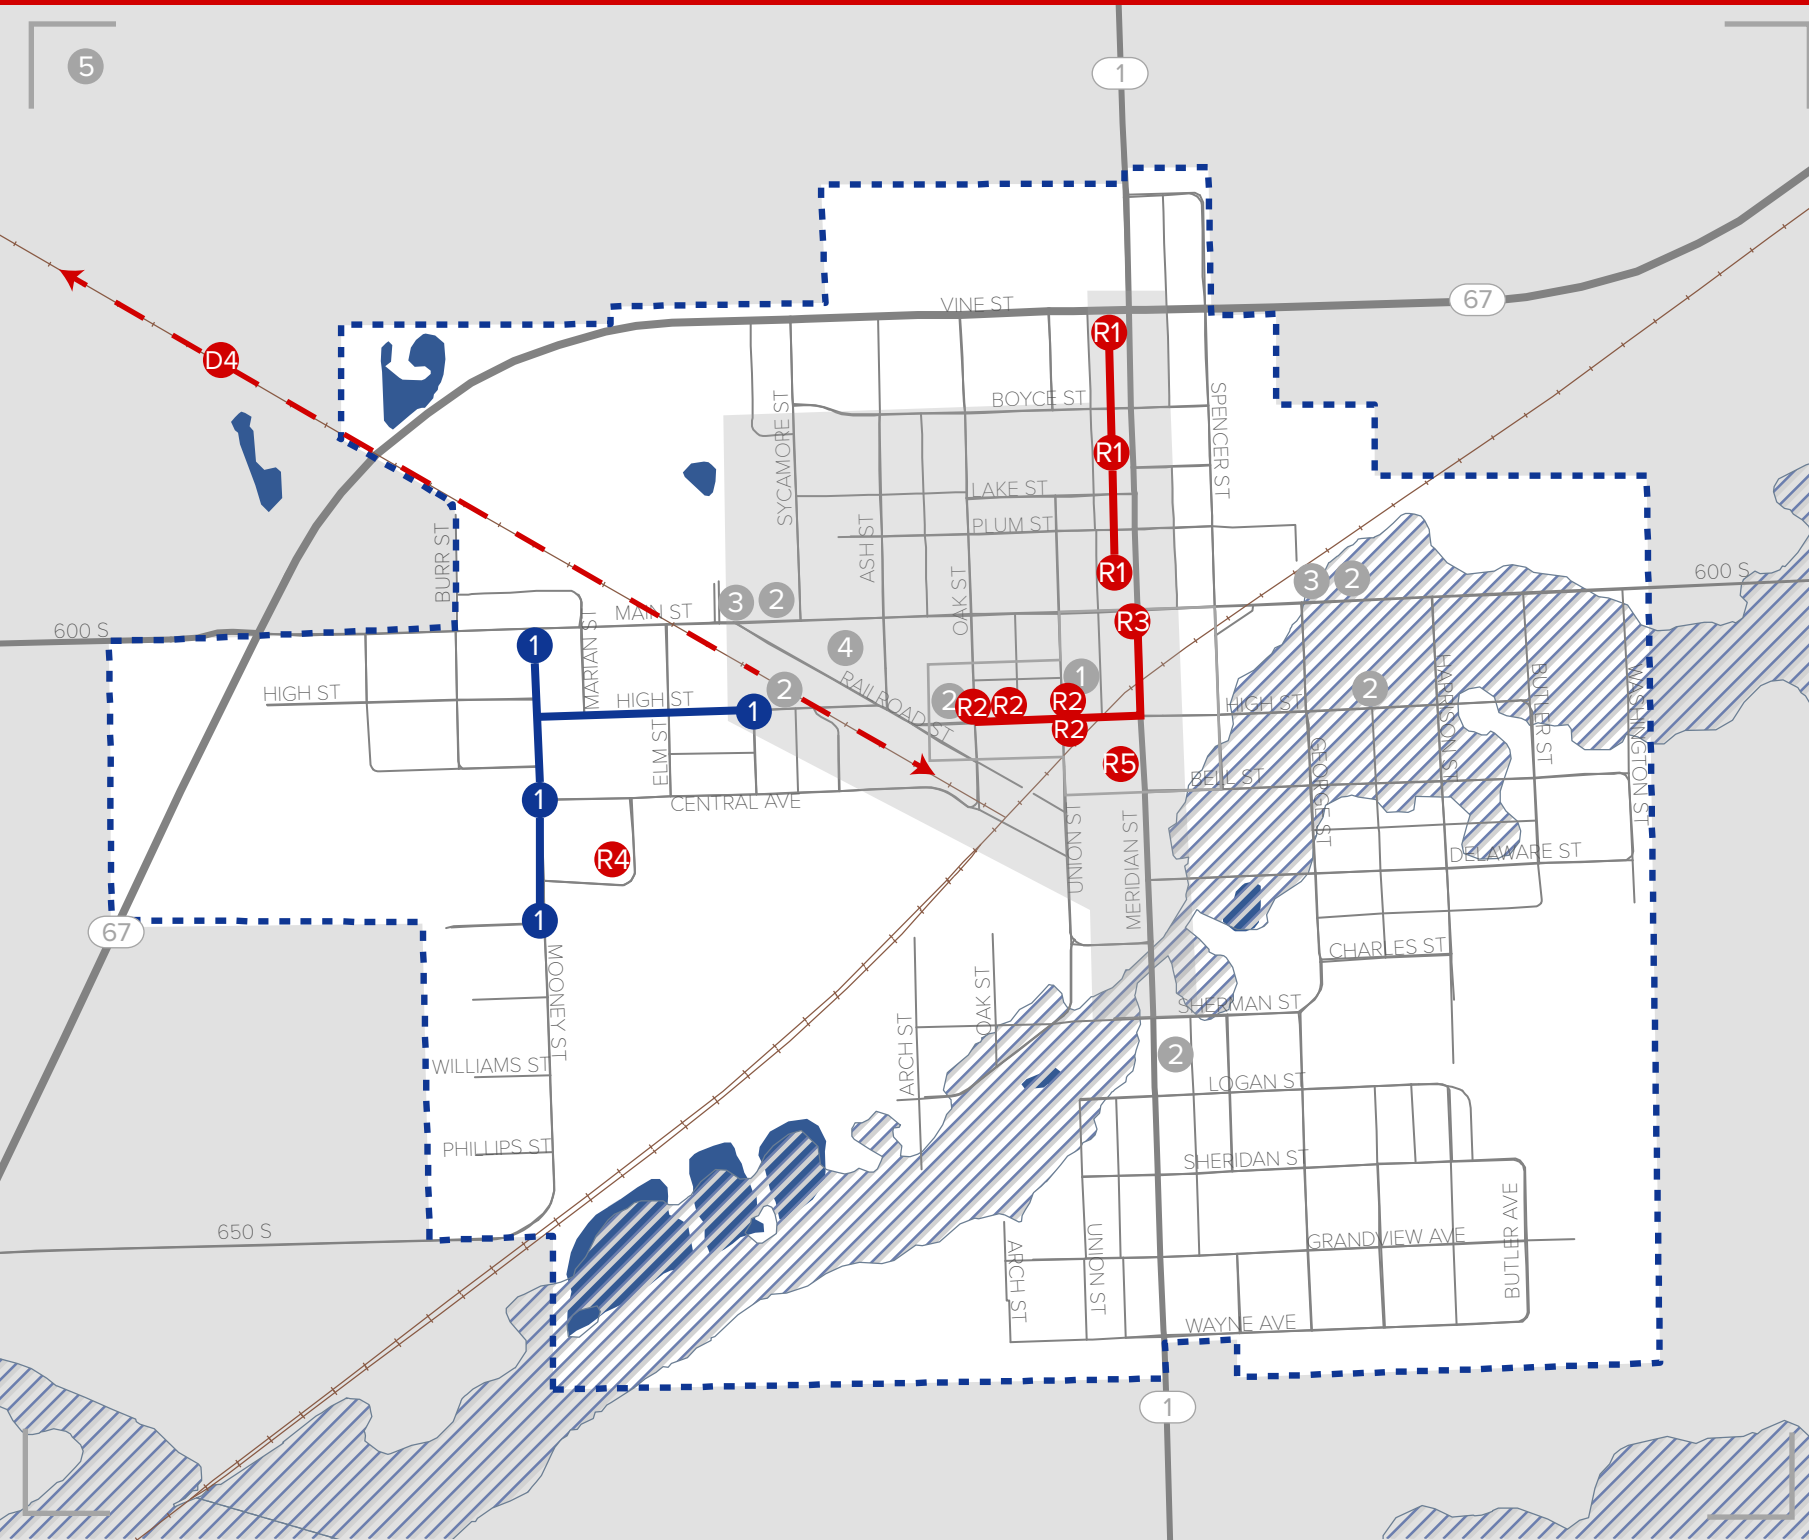 5
1
67
VINE ST
R1
D4
BOYCE ST
SYCAMORE ST
SPENCER ST
R1
LAKE ST
PLUM ST
ASH ST
BURR ST
OAK ST
R1
600 S
3
2
3
2
MAIN ST
600 S
R3
1
MARIAN ST
4
HIGH ST
HIGH ST
2
1
RAILROAD ST
2
R2
R2
R2
R2
1
HIGH ST
2
HARRISON ST
BUTLER ST
WASHINGTON ST
ELM ST
R5
BELL ST
GEORGE ST
1
CENTRAL AVE
UNION ST
MERIDIAN ST
R4
DELAWARE ST
1
67
MOONEY ST
CHARLES ST
OAK ST
SHERMAN ST
ARCH ST
2
WILLIAMS ST
LOGAN ST
PHILLIPS ST
SHERIDAN ST
650 S
ARCH ST
UNION ST
GRANDVIEW AVE
BUTLER AVE
WAYNE AVE
1